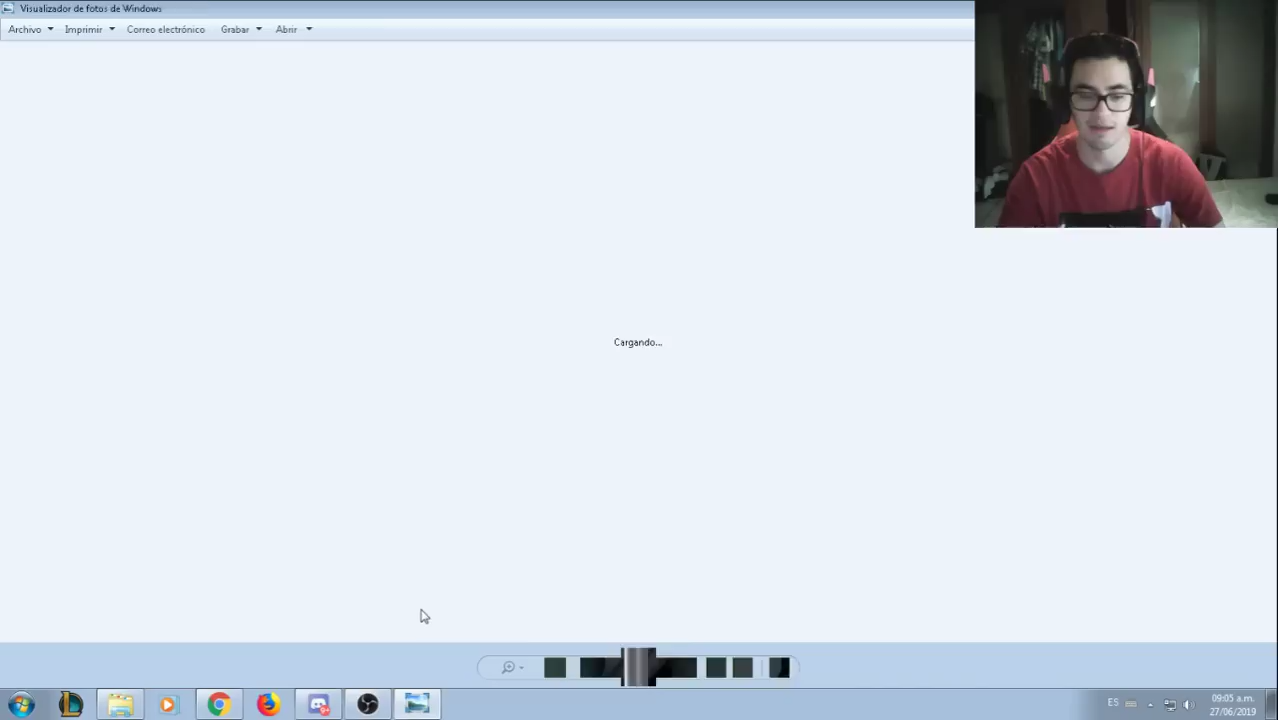 Visualizador de fotos de Windows
Archivo Imprimir Correo electrónico Grabar Abrir
Cargando...
ES 09:05 a.m.
27/06/2019